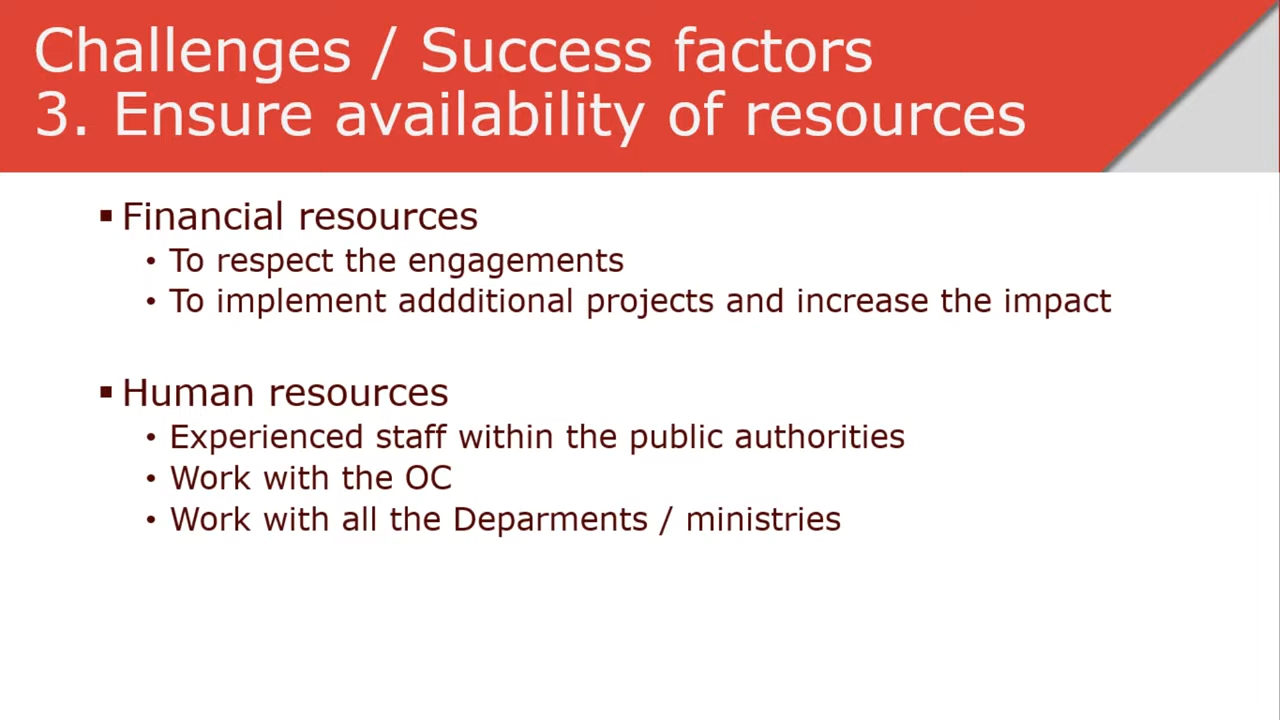 Challenges / Success factors
3. Ensure availability of resources
▪ Financial resources
• To respect the engagements
• To implement addditional projects and increase the impact
▪ Human resources
• Experienced staff within the public authorities
• Work with the OC
• Work with all the Deparments / ministries